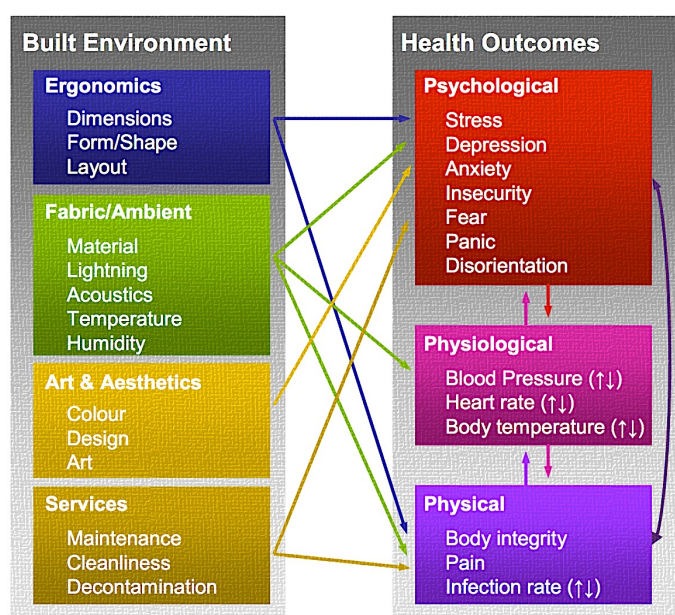 Built Environment
Ergonomics
Dimensions
Form/Shape
Layout
Fabric/Ambient
Material
Lightning
Acoustics
Temperature
Humidity
Art & Aesthetics
Colour
Design
Art
Services
Maintenance
Cleanliness
Decontamination
Health Outcomes
Psychological
Stress
Depression
Anxiety
Insecurity
Fear
Panic
Disorientation
Physiological
Blood Pressure (↑↓)
Heart rate (↑↓)
Body temperature (↑↓)
Physical
Body integrity
Pain
Infection rate (↑↓)